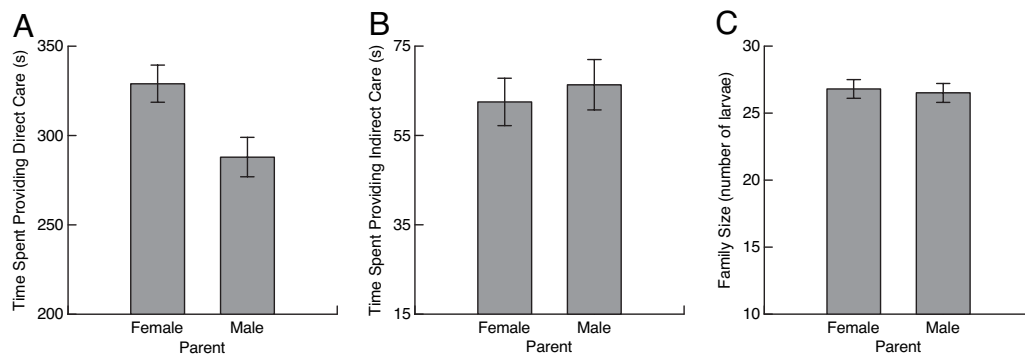 A
Time Spent Providing Direct Care (s)
350
300
250
200
Female Male
Parent
B
Time Spent Providing Indirect Care (s)
75
55
35
15
Female Male
Parent
C
Family Size (number of larvae)
30
26
20
15
10
Female Male
Parent